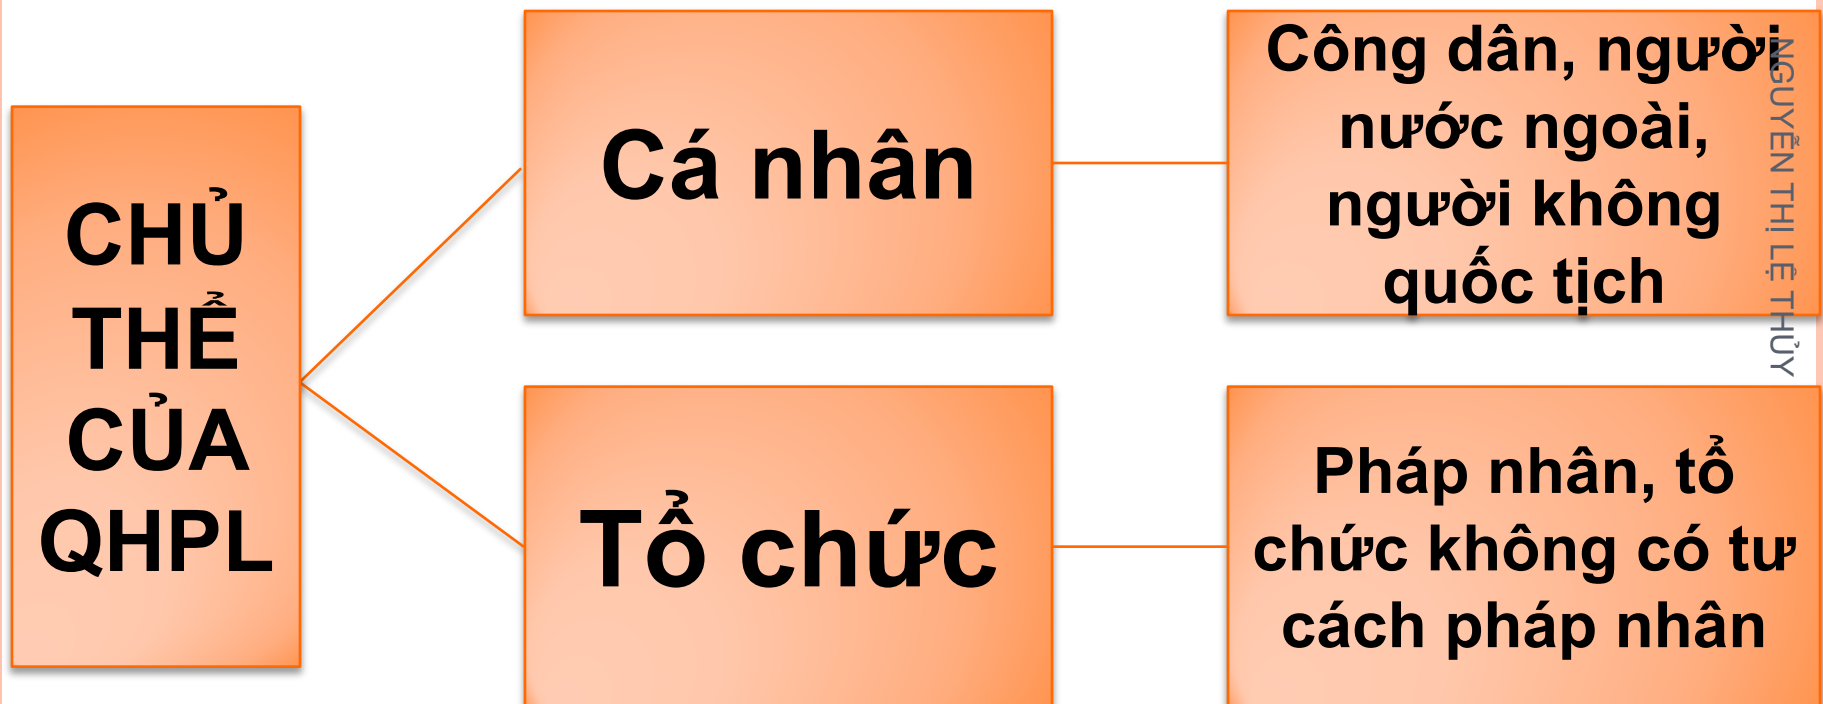 CHỦ
THỂ
CỦA
QHPL
Cá nhân
Công dân, người
nước ngoài,
người không
quốc tịch
Tổ chức
Pháp nhân, tổ
chức không có tư
cách pháp nhân
NGUYỄN THỊ LỆ THỦY